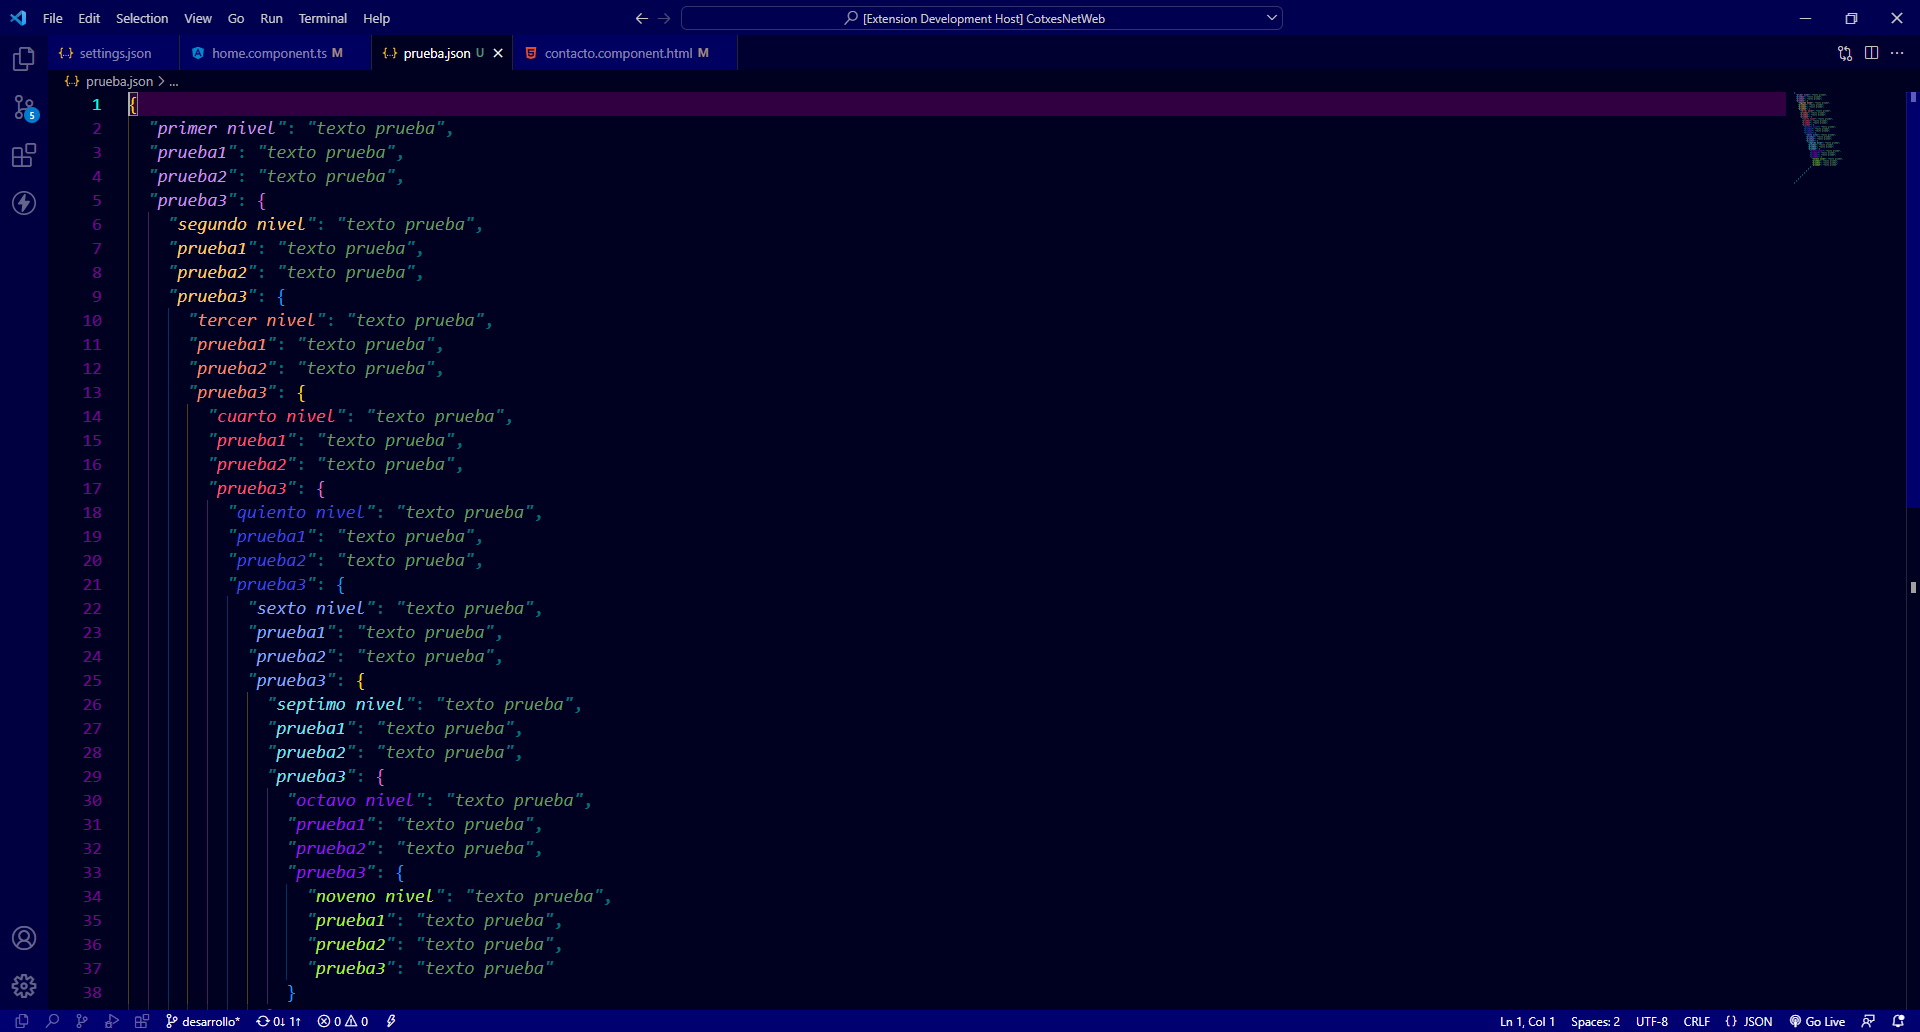 File Edit Selection View Go Run Terminal Help
[Extension Development Host] CotxesNetWeb
settings.json home.component.ts M prueba.json U contacto.component.html M
prueba.json > ...
5
1 {
2 "primer nivel": "texto prueba",
3 "prueba1": "texto prueba",
4 "prueba2": "texto prueba",
5 "prueba3": {
6 "segundo nivel": "texto prueba",
7 "prueba1": "texto prueba",
8 "prueba2": "texto prueba",
9 "prueba3": {
10 "tercer nivel": "texto prueba",
11 "prueba1": "texto prueba",
12 "prueba2": "texto prueba",
13 "prueba3": {
14 "cuarto nivel": "texto prueba",
15 "prueba1": "texto prueba",
16 "prueba2": "texto prueba",
17 "prueba3": {
18 "quiento nivel": "texto prueba",
19 "prueba1": "texto prueba",
20 "prueba2": "texto prueba",
21 "prueba3": {
22 "sexto nivel": "texto prueba",
23 "prueba1": "texto prueba",
24 "prueba2": "texto prueba",
25 "prueba3": {
26 "septimo nivel": "texto prueba",
27 "prueba1": "texto prueba",
28 "prueba2": "texto prueba",
29 "prueba3": {
30 "octavo nivel": "texto prueba",
31 "prueba1": "texto prueba",
32 "prueba2": "texto prueba",
33 "prueba3": {
34 "noveno nivel": "texto prueba",
35 "prueba1": "texto prueba",
36 "prueba2": "texto prueba",
37 "prueba3": "texto prueba"
38 }
desarrollo* 0↓ 1↑ 0 0 Ln 1, Col 1 Spaces: 2 UTF-8 CRLF {} JSON Go Live